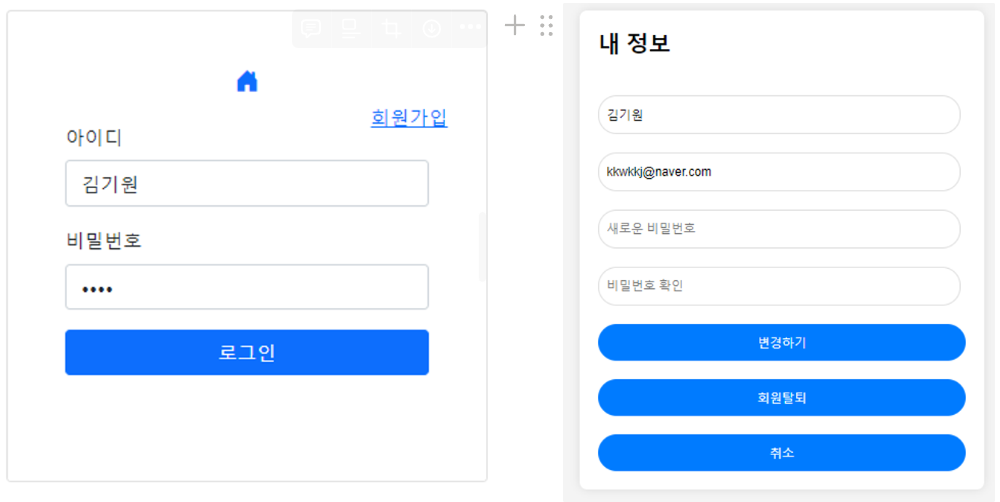 회원가입
아이디
김기원
비밀번호
••••
로그인
내 정보
김기원
kkwkkj@naver.com
새로운 비밀번호
비밀번호 확인
변경하기
회원탈퇴
취소